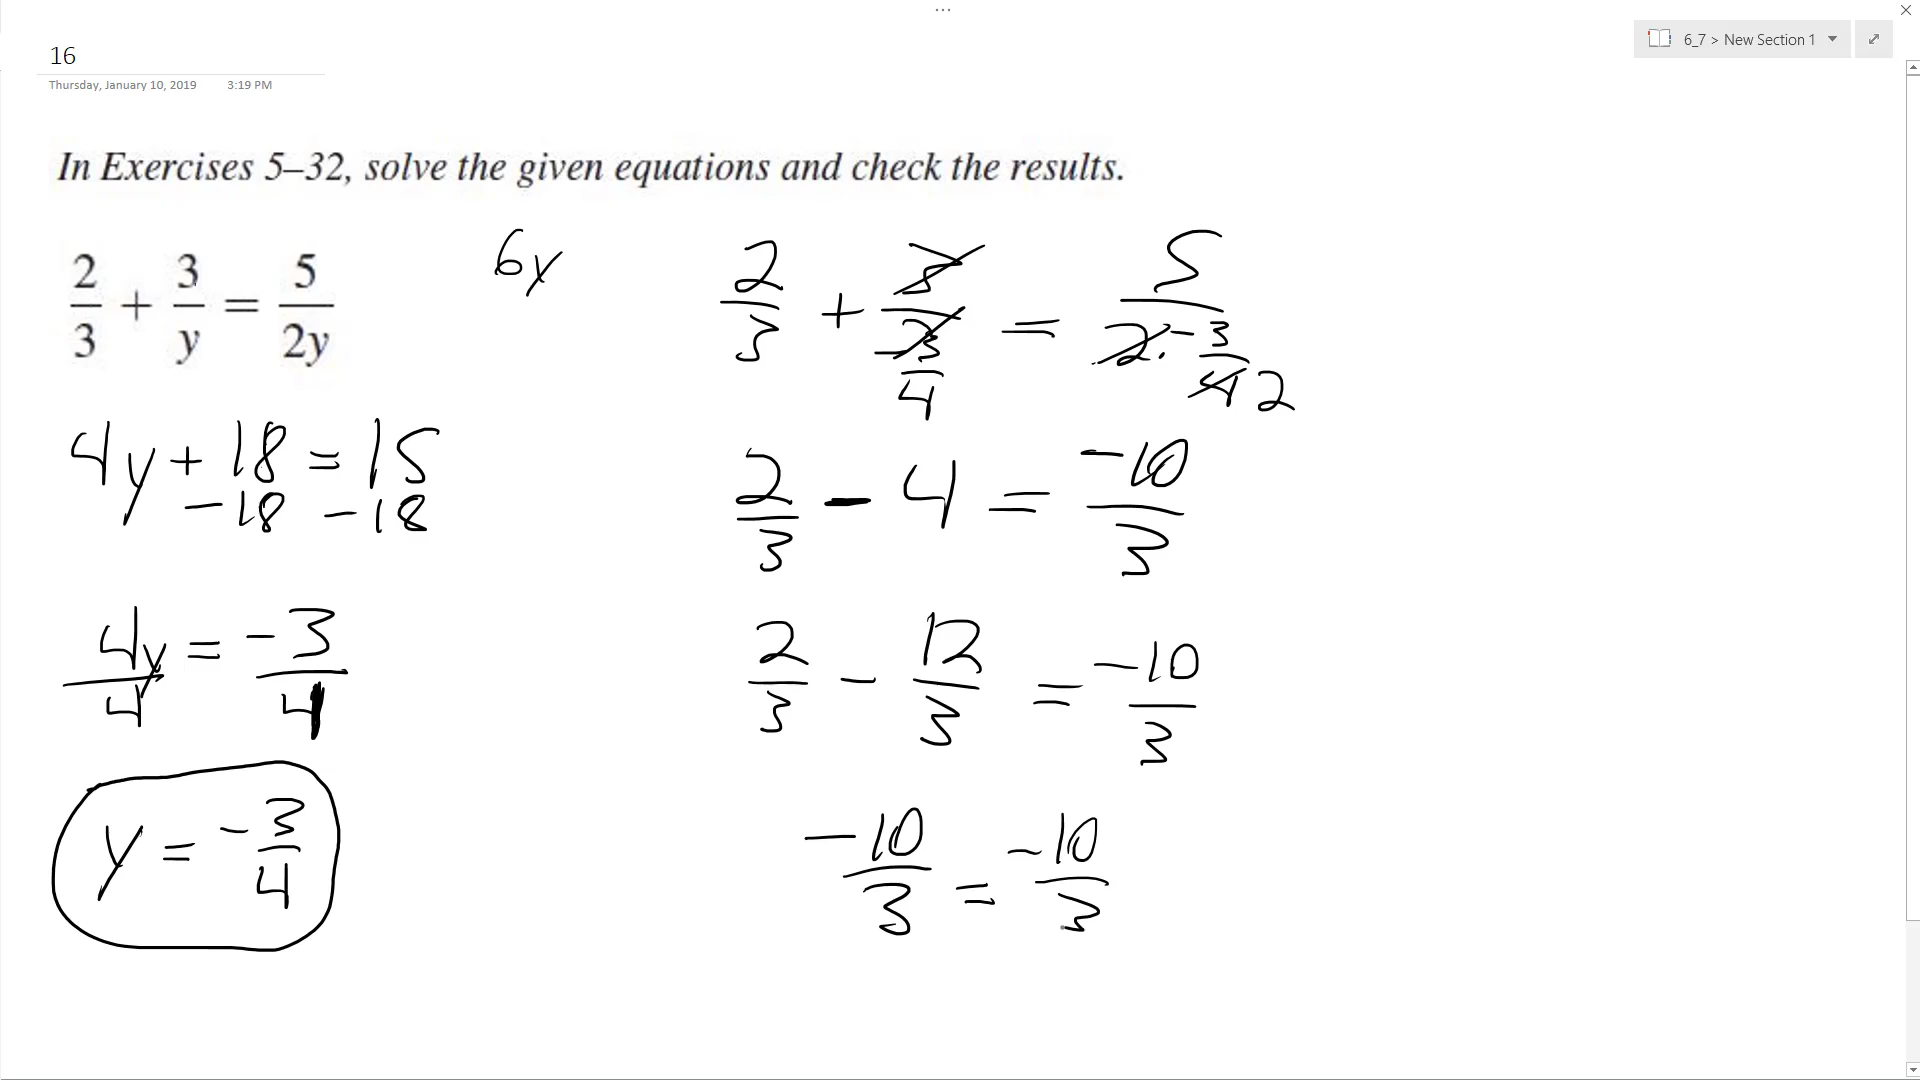 ...
6_7 > New Section 1
16
Thursday, January 10, 2019 3:19 PM
In Exercises 5–32, solve the given equations and check the results.
2/3 + 3/y = 5/2y
6y
4y + 18 = 15
-18 -18
4y/4 = -3/4
y = -3/4
2/3 + 3/(-3/4) = 5/(2·-3/4) 2
2/3 - 4 = -10/3
2/3 - 12/3 = -10/3
-10/3 = -10/3